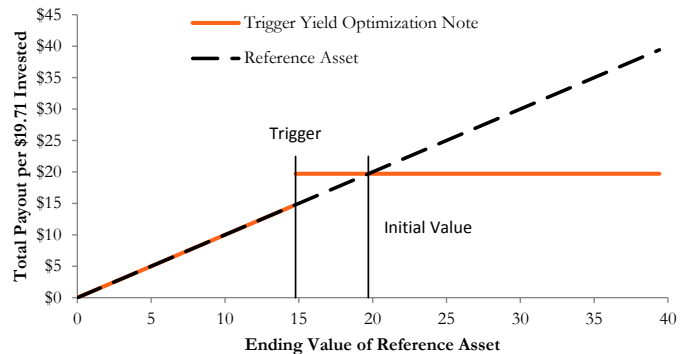 Trigger Yield Optimization Note
Reference Asset
Total Payout per $19.71 Invested
$45
$40
$35
$30
$25
$20
$15
$10
$5
$0
Trigger
Initial Value
0 5 10 15 20 25 30 35 40
Ending Value of Reference Asset